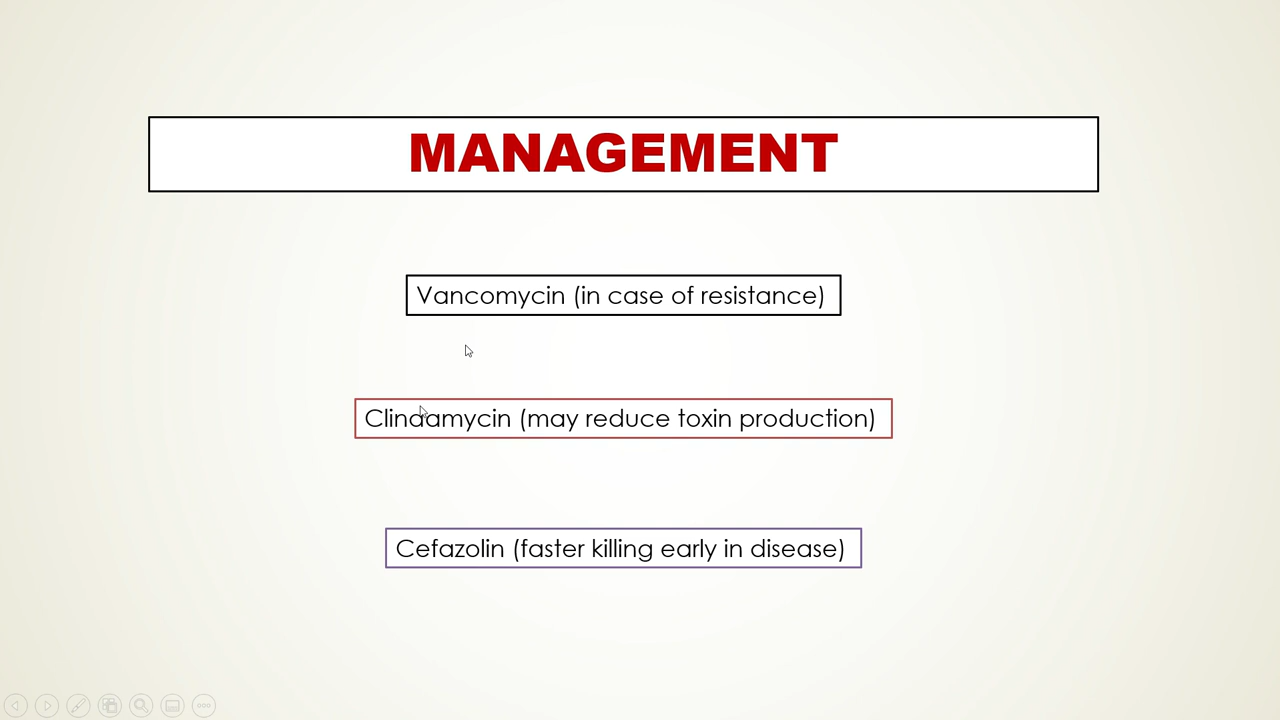 MANAGEMENT
Vancomycin (in case of resistance)
Clindamycin (may reduce toxin production)
Cefazolin (faster killing early in disease)